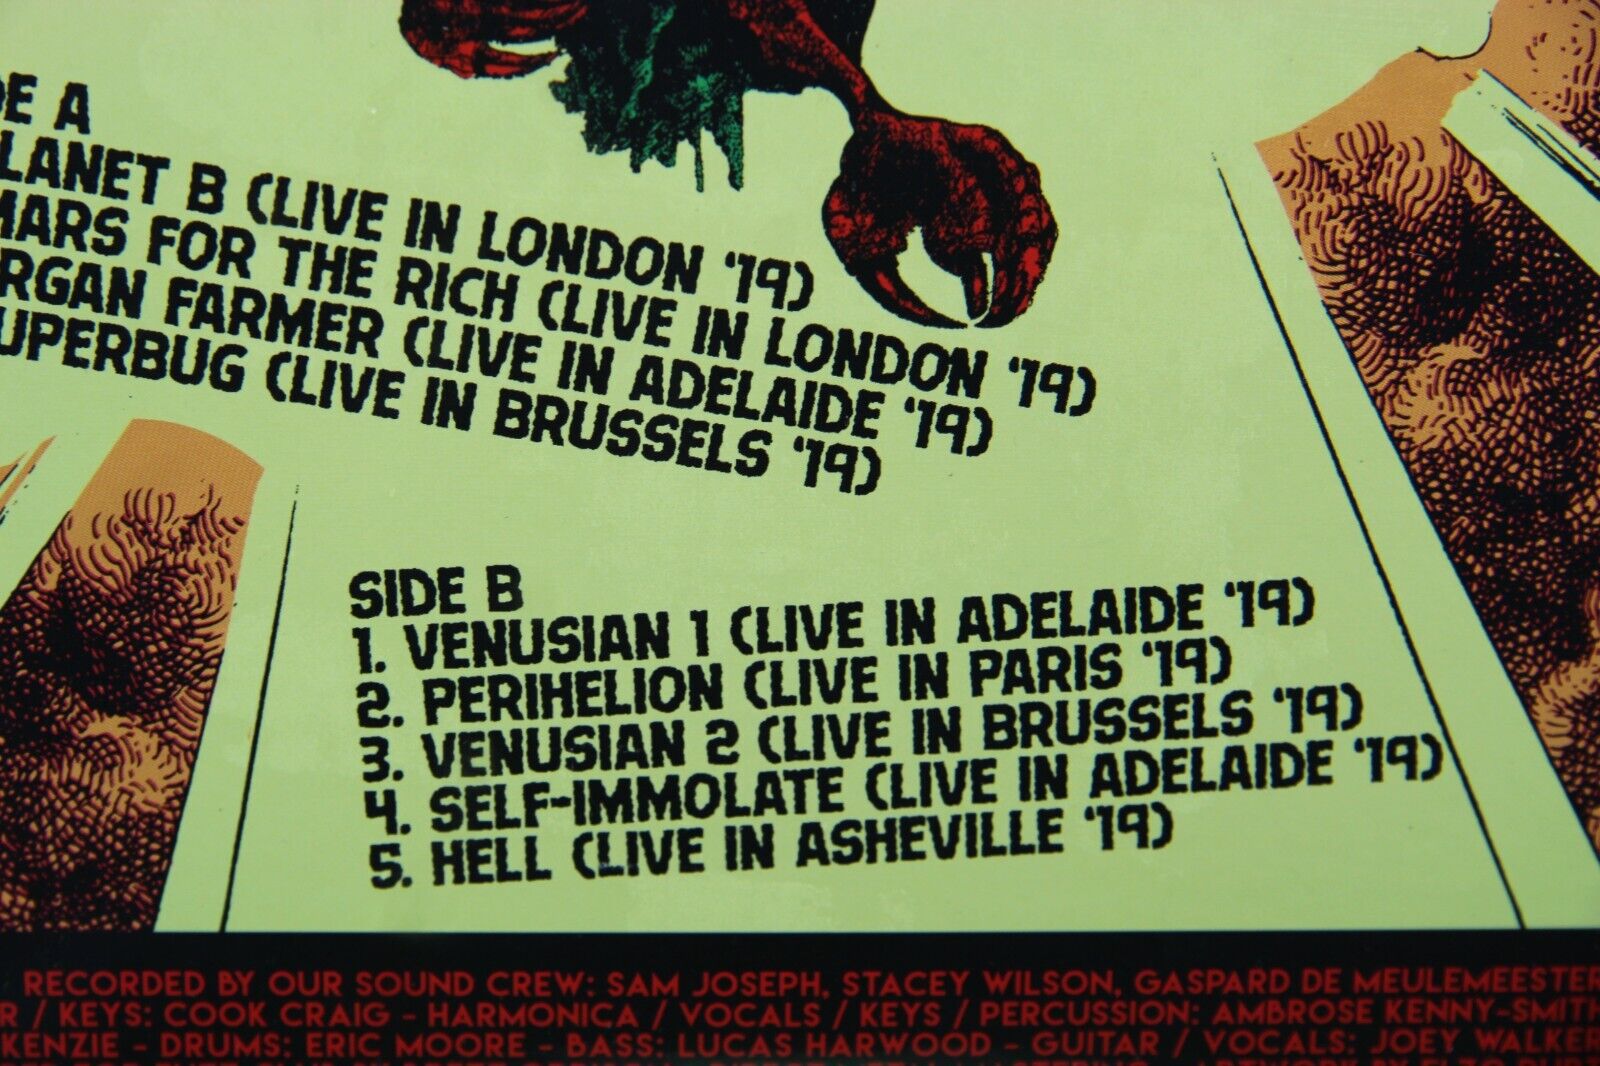 DE A
LANET B (LIVE IN LONDON '19)
MARS FOR THE RICH (LIVE IN LONDON '19)
RGAN FARMER (LIVE IN ADELAIDE '19)
UPERBUG (LIVE IN BRUSSELS '19)
SIDE B
1. VENUSIAN 1 (LIVE IN ADELAIDE '19)
2. PERIHELION (LIVE IN PARIS '19)
3. VENUSIAN 2 (LIVE IN BRUSSELS '19)
4. SELF-IMMOLATE (LIVE IN ADELAIDE '19)
5. HELL (LIVE IN ASHEVILLE '19)
RECORDED BY OUR SOUND CREW: SAM JOSEPH, STACEY WILSON, GASPARD DE MEULEMEESTER
R / KEYS: COOK CRAIG - HARMONICA / VOCALS / KEYS / PERCUSSION: AMBROSE KENNY-SMITH
KENZIE - DRUMS: ERIC MOORE - BASS: LUCAS HARWOOD - GUITAR / VOCALS: JOEY WALKER